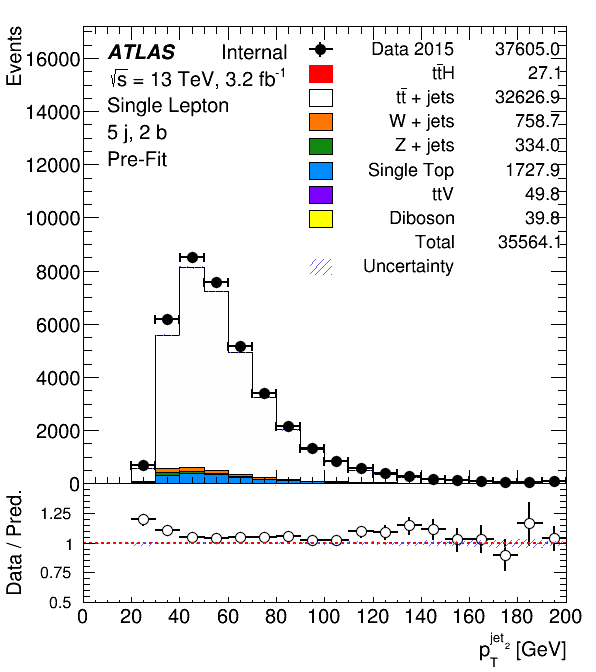 Events
16000
14000
12000
10000
8000
6000
4000
2000
0
ATLAS Internal
√s = 13 TeV, 3.2 fb⁻¹
Single Lepton
5 j, 2 b
Pre-Fit
Data 2015 37605.0
tt̄H 27.1
tt̄ + jets 32626.9
W + jets 758.7
Z + jets 334.0
Single Top 1727.9
ttV 49.8
Diboson 39.8
Total 35564.1
Uncertainty
Data / Pred.
1.25
1
0.75
0.5
0 20 40 60 80 100 120 140 160 180 200
p_T^{jet_2} [GeV]